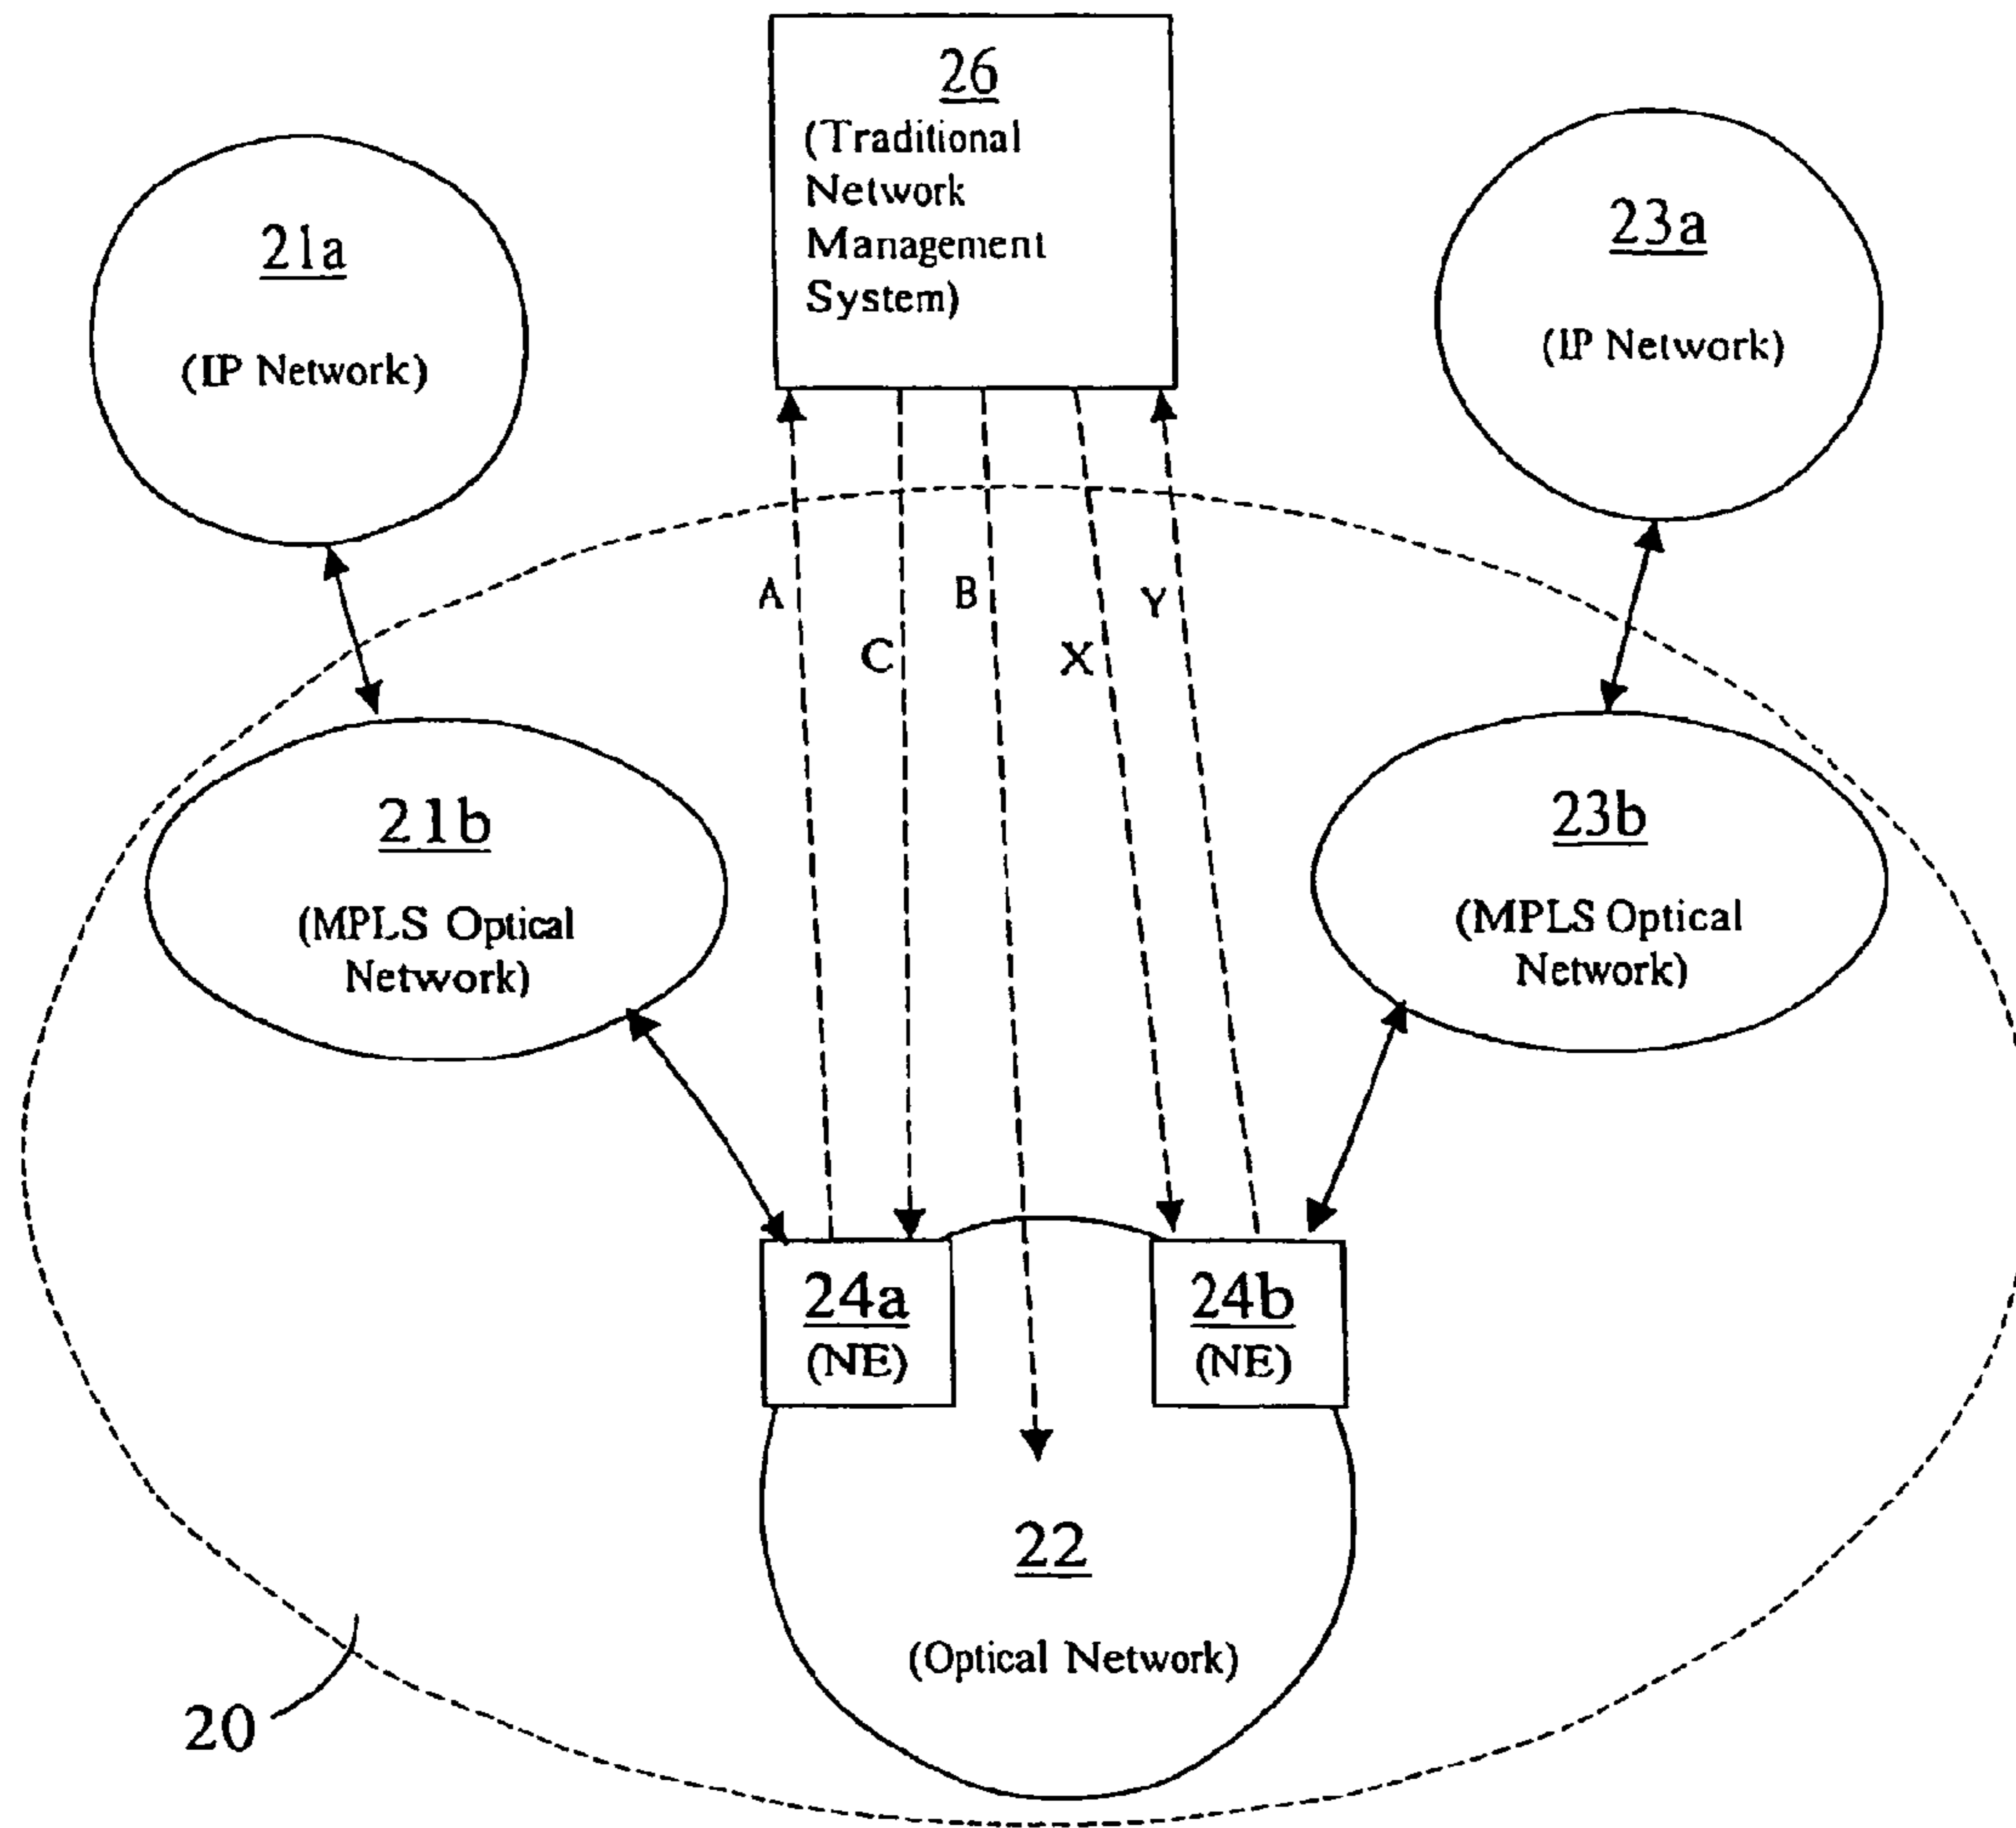 26
(Traditional
Network
Management
System)
21a
(IP Network)
23a
(IP Network)
A
B
Y
C
X
21b
(MPLS Optical
Network)
23b
(MPLS Optical
Network)
24a
(NE)
24b
(NE)
22
(Optical Network)
20